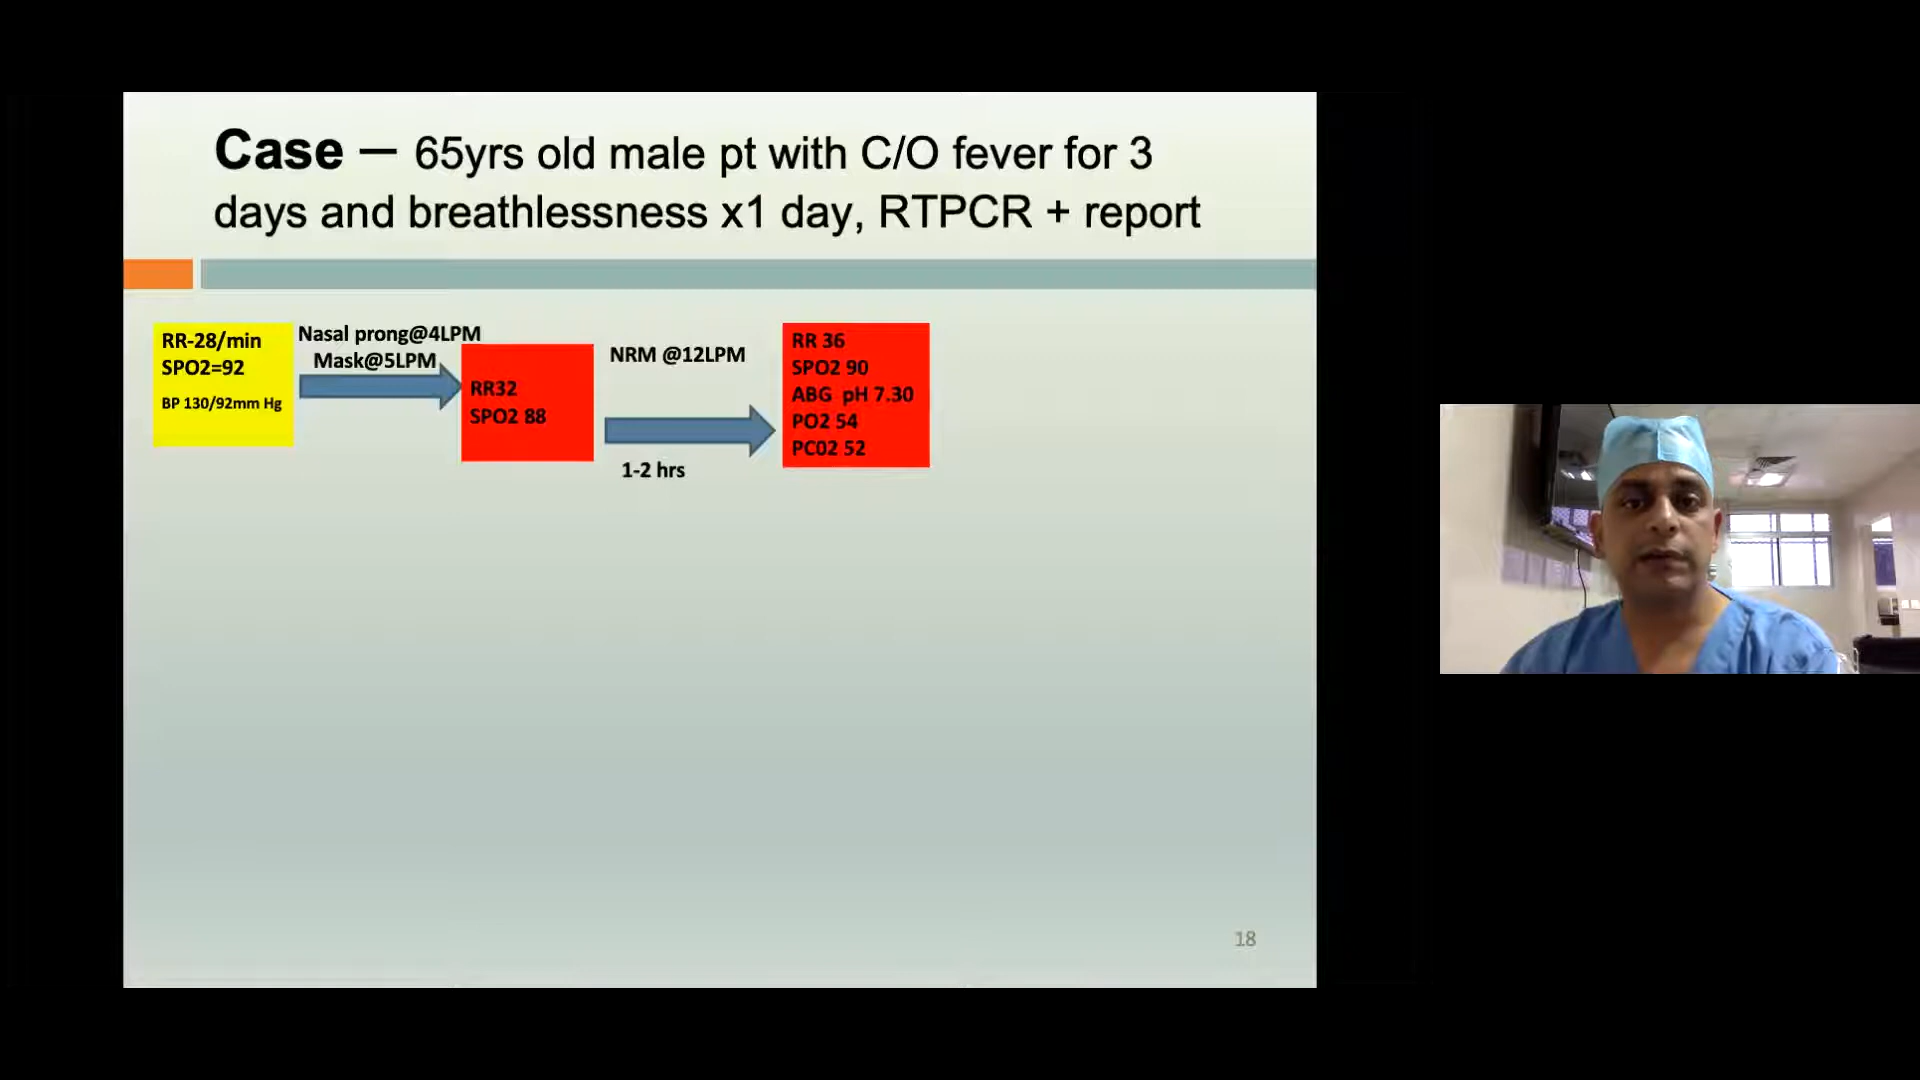 Case – 65yrs old male pt with C/O fever for 3
days and breathlessness x1 day, RTPCR + report
RR-28/min
SPO2=92
BP 130/92mm Hg
Nasal prong@4LPM
Mask@5LPM
RR32
SPO2 88
NRM @12LPM
1-2 hrs
RR 36
SPO2 90
ABG pH 7.30
PO2 54
PC02 52
18